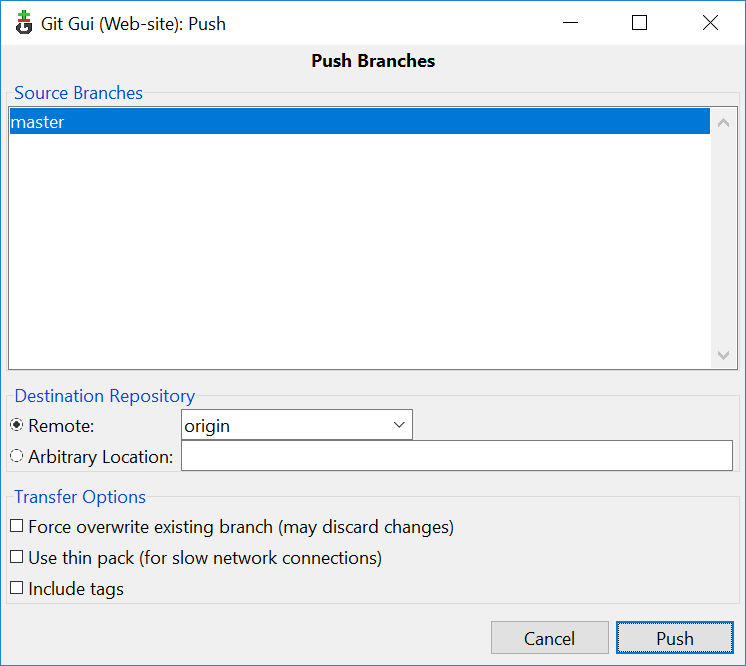 Git Gui (Web-site): Push
Push Branches
Source Branches
master
Destination Repository
Remote: origin
Arbitrary Location:
Transfer Options
Force overwrite existing branch (may discard changes)
Use thin pack (for slow network connections)
Include tags
Cancel Push